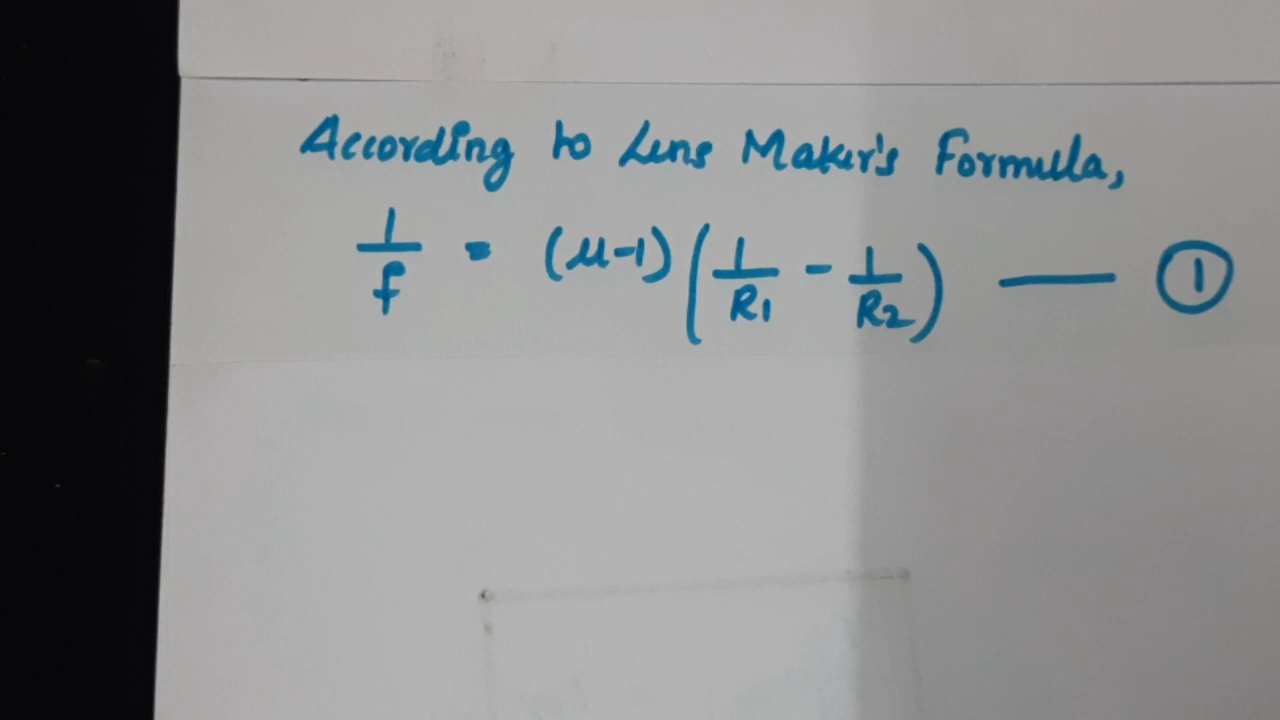 According to Lens Maker's Formula,
1/f = (μ-1)(1/R1 - 1/R2) —— ①